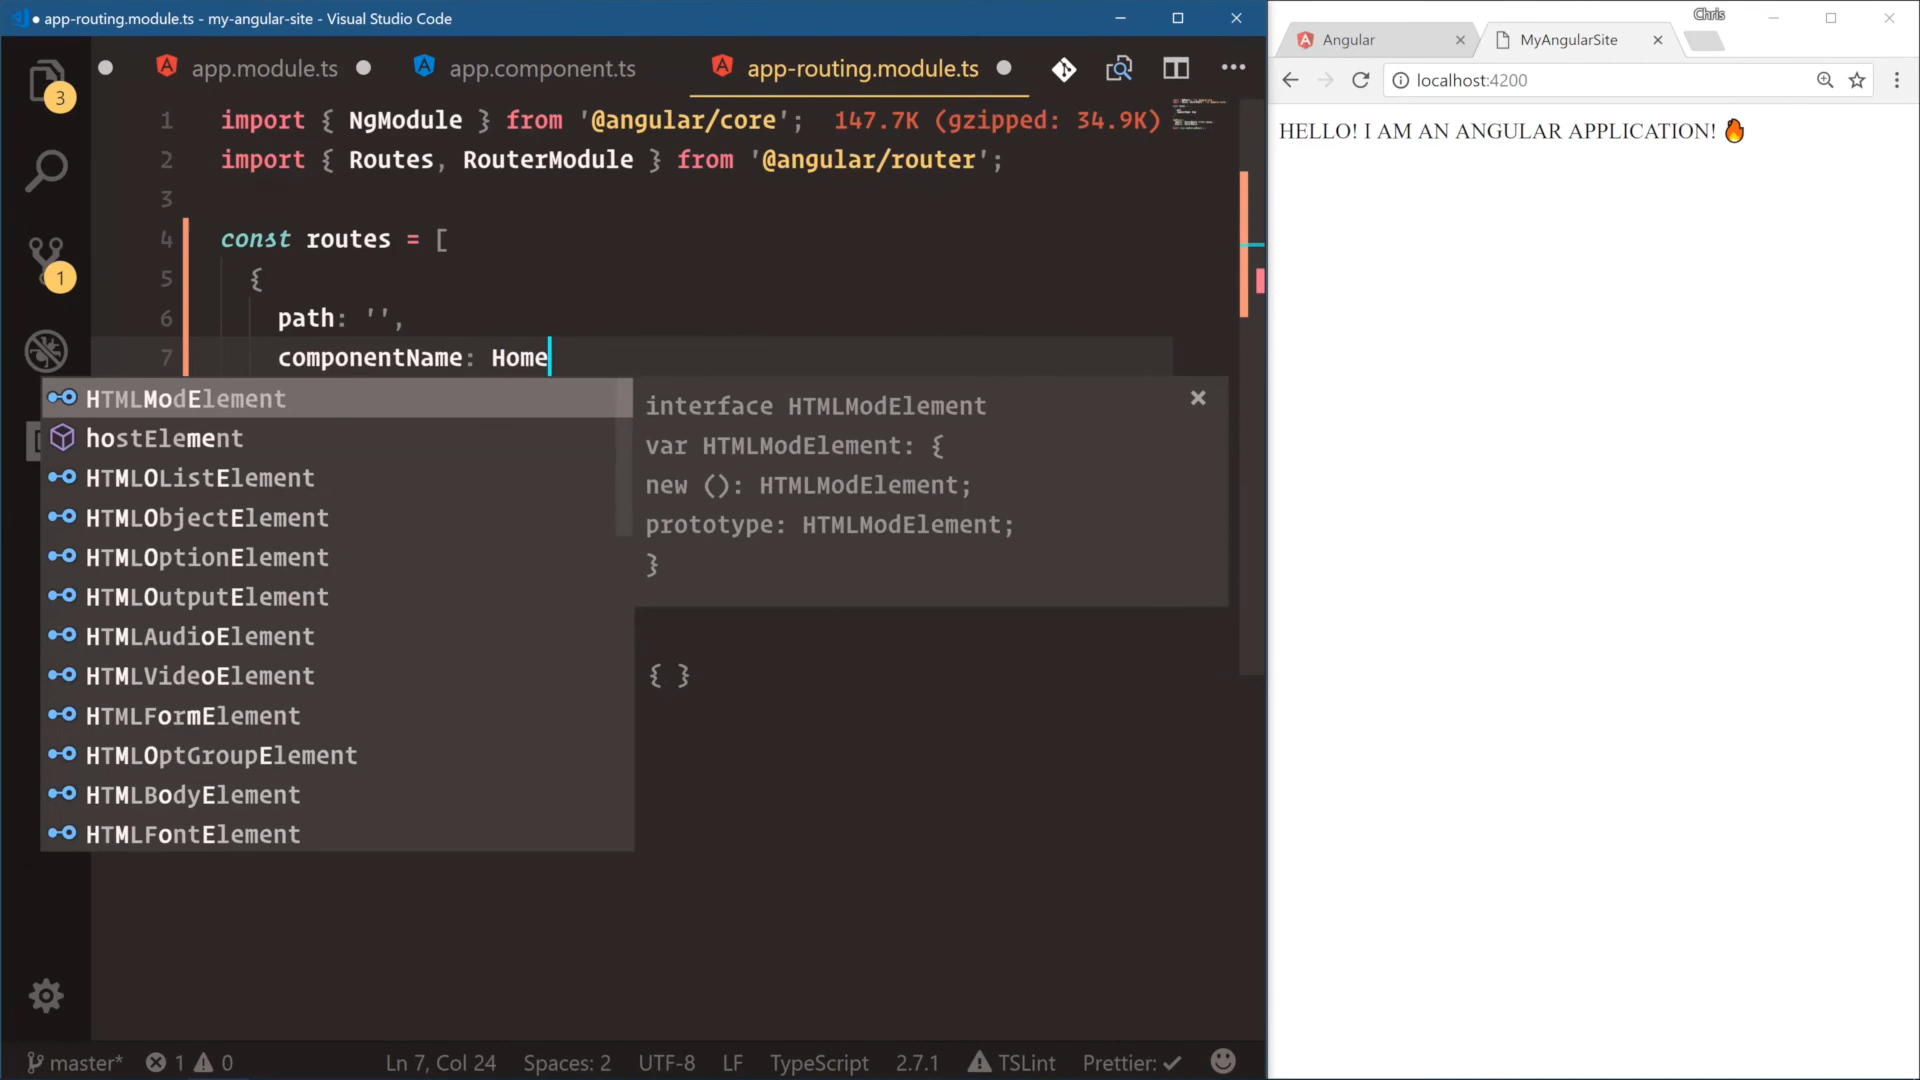 app-routing.module.ts - my-angular-site - Visual Studio Code
app.module.ts
app.component.ts
app-routing.module.ts
3
1
1 import { NgModule } from '@angular/core'; 147.7K (gzipped: 34.9K)
2 import { Routes, RouterModule } from '@angular/router';
3
4 const routes = [
5 {
6 path: '',
7 componentName: Home
HTMLModElement
hostElement
HTMLOListElement
HTMLObjectElement
HTMLOptionElement
HTMLOutputElement
HTMLAudioElement
HTMLVideoElement
HTMLFormElement
HTMLOptGroupElement
HTMLBodyElement
HTMLFontElement
interface HTMLModElement
var HTMLModElement: {
new (): HTMLModElement;
prototype: HTMLModElement;
}
{ }
master* 1 0 Ln 7, Col 24 Spaces: 2 UTF-8 LF TypeScript 2.7.1 TSLint Prettier: ✓
Chris
Angular
MyAngularSite
localhost:4200
HELLO! I AM AN ANGULAR APPLICATION! 🔥